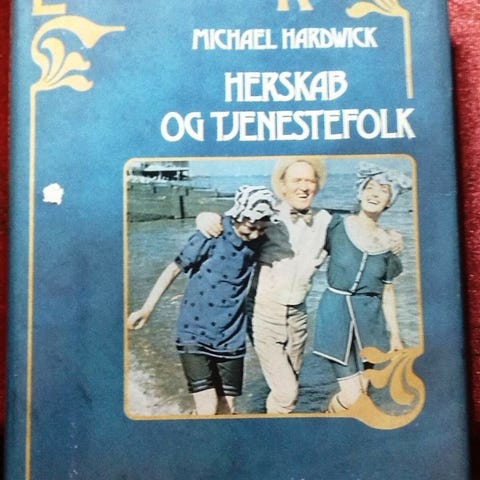 MICHAEL HARDWICK
HERSKAB
OG TJENESTEFOLK